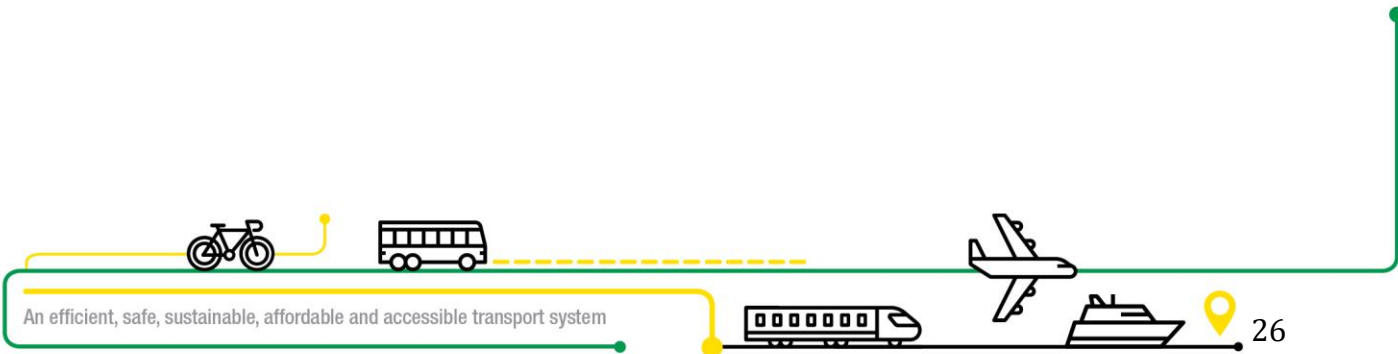 An efficient, safe, sustainable, affordable and accessible transport system
26